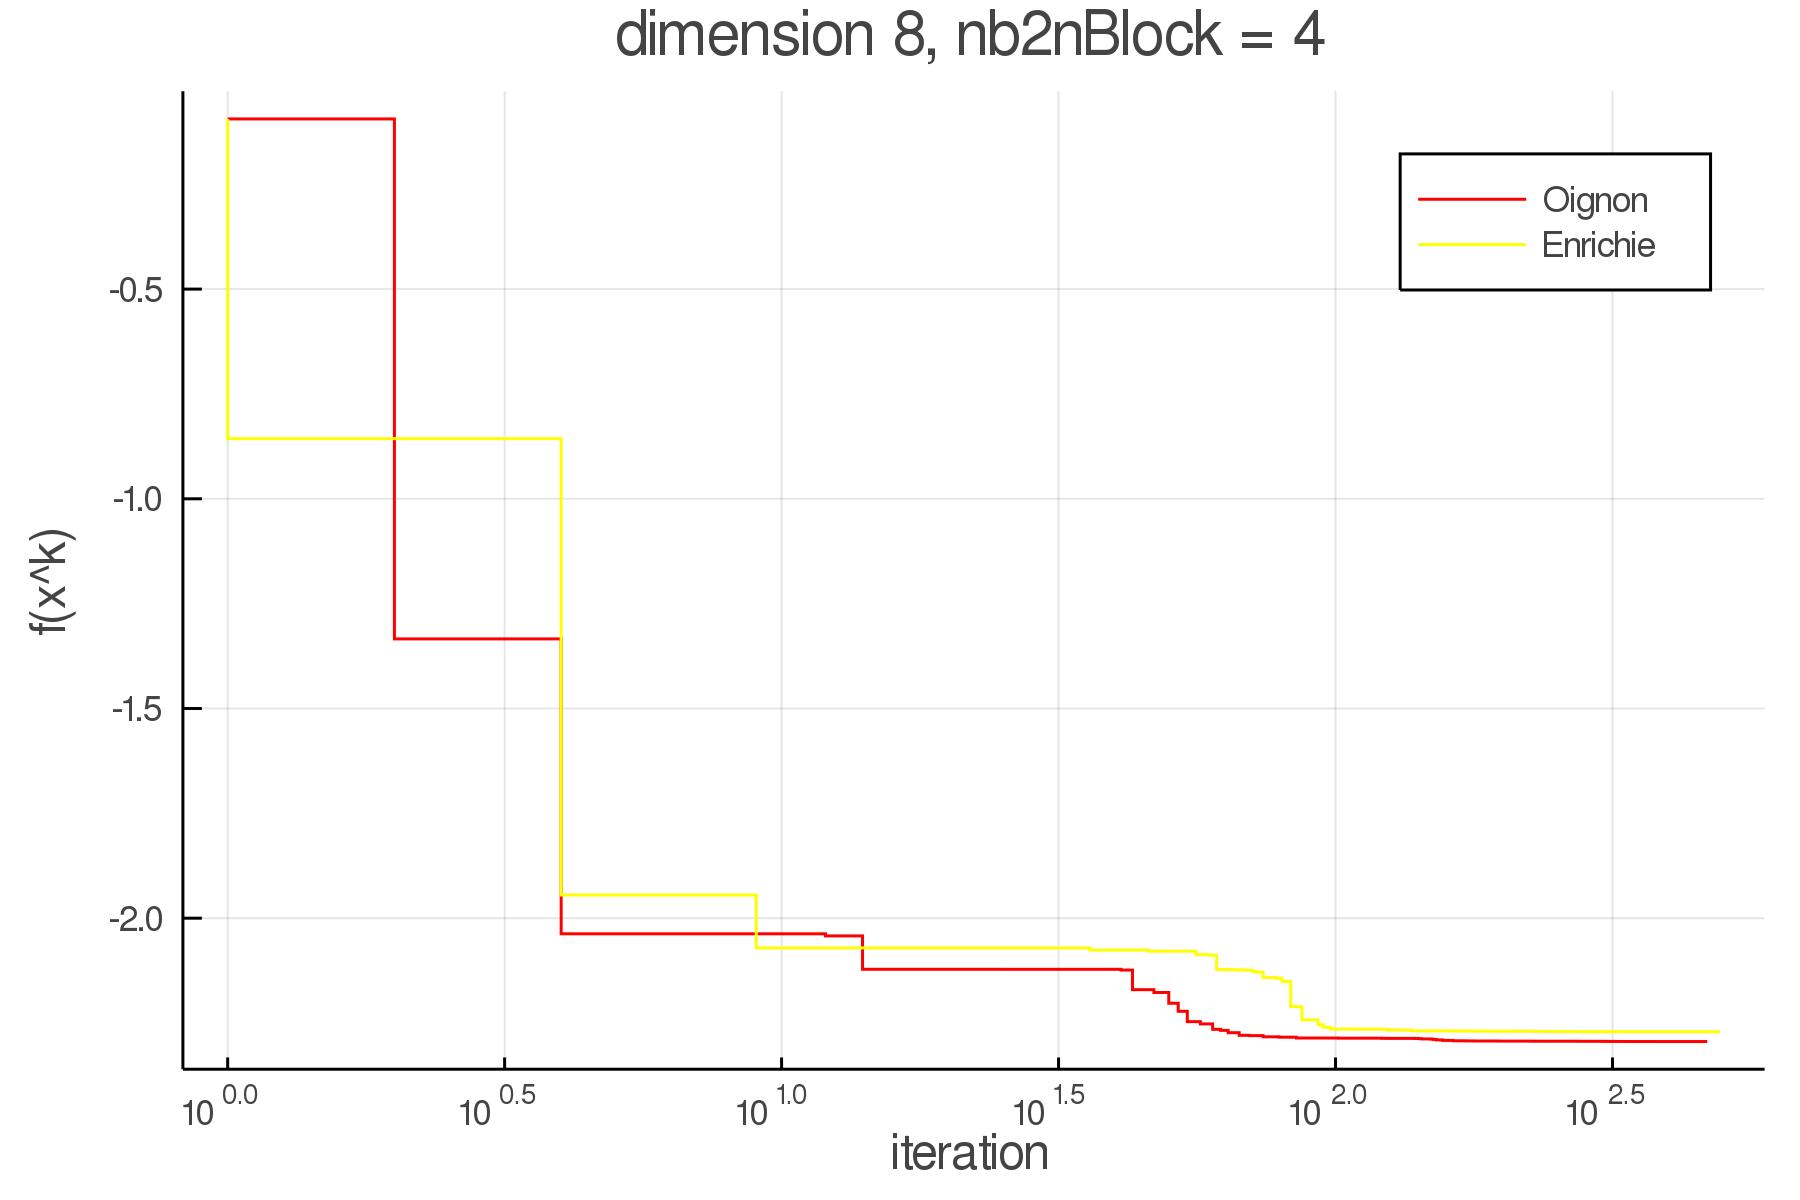 dimension 8, nb2nBlock = 4
Oignon
Enrichie
f(x^k)
-0.5
-1.0
-1.5
-2.0
10^0.0 10^0.5 10^1.0 10^1.5 10^2.0 10^2.5
iteration